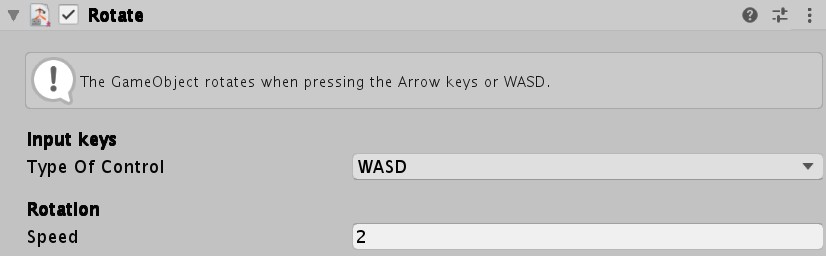 Rotate
The GameObject rotates when pressing the Arrow keys or WASD.
Input keys
Type Of Control WASD
Rotation
Speed 2